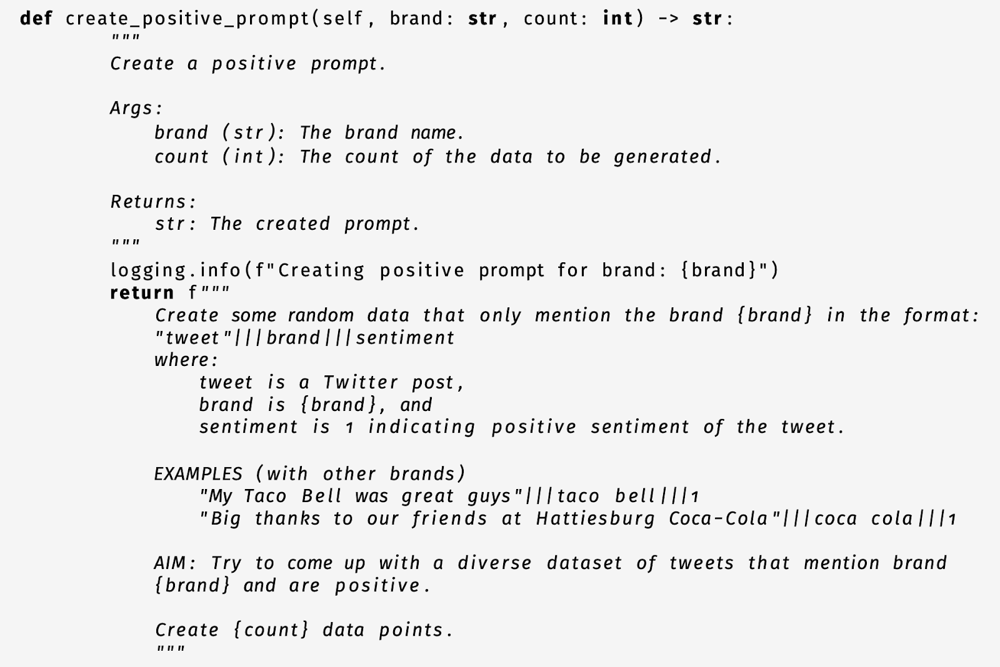 def create_positive_prompt(self, brand: str, count: int) -> str:
"""
Create a positive prompt.
Args:
brand (str): The brand name.
count (int): The count of the data to be generated.
Returns:
str: The created prompt.
"""
logging.info(f"Creating positive prompt for brand: {brand}")
return f"""
Create some random data that only mention the brand {brand} in the format:
"tweet"|||brand|||sentiment
where:
tweet is a Twitter post,
brand is {brand}, and
sentiment is 1 indicating positive sentiment of the tweet.
EXAMPLES (with other brands)
"My Taco Bell was great guys"|||taco bell|||1
"Big thanks to our friends at Hattiesburg Coca-Cola"|||coca cola|||1
AIM: Try to come up with a diverse dataset of tweets that mention brand
{brand} and are positive.
Create {count} data points.
"""